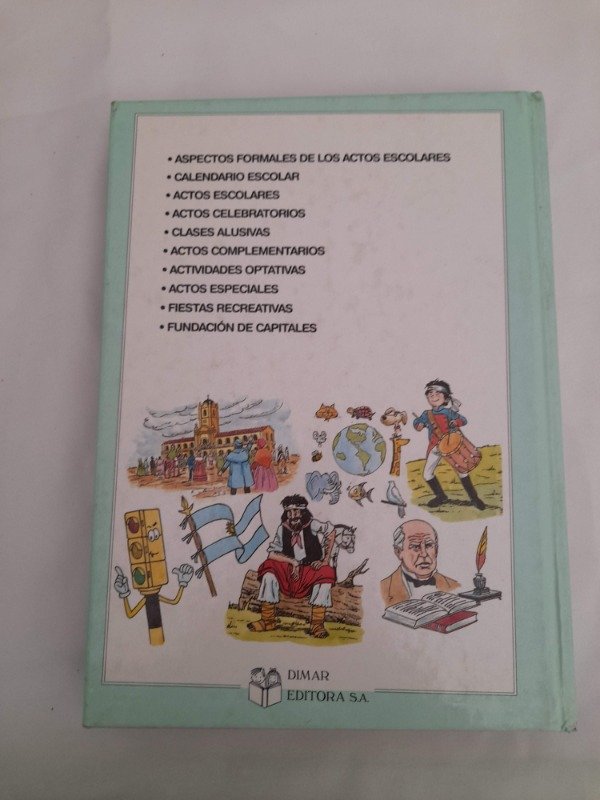 • ASPECTOS FORMALES DE LOS ACTOS ESCOLARES
• CALENDARIO ESCOLAR
• ACTOS ESCOLARES
• ACTOS CELEBRATORIOS
• CLASES ALUSIVAS
• ACTOS COMPLEMENTARIOS
• ACTIVIDADES OPTATIVAS
• ACTOS ESPECIALES
• FIESTAS RECREATIVAS
• FUNDACIÓN DE CAPITALES
DIMAR
EDITORA S.A.